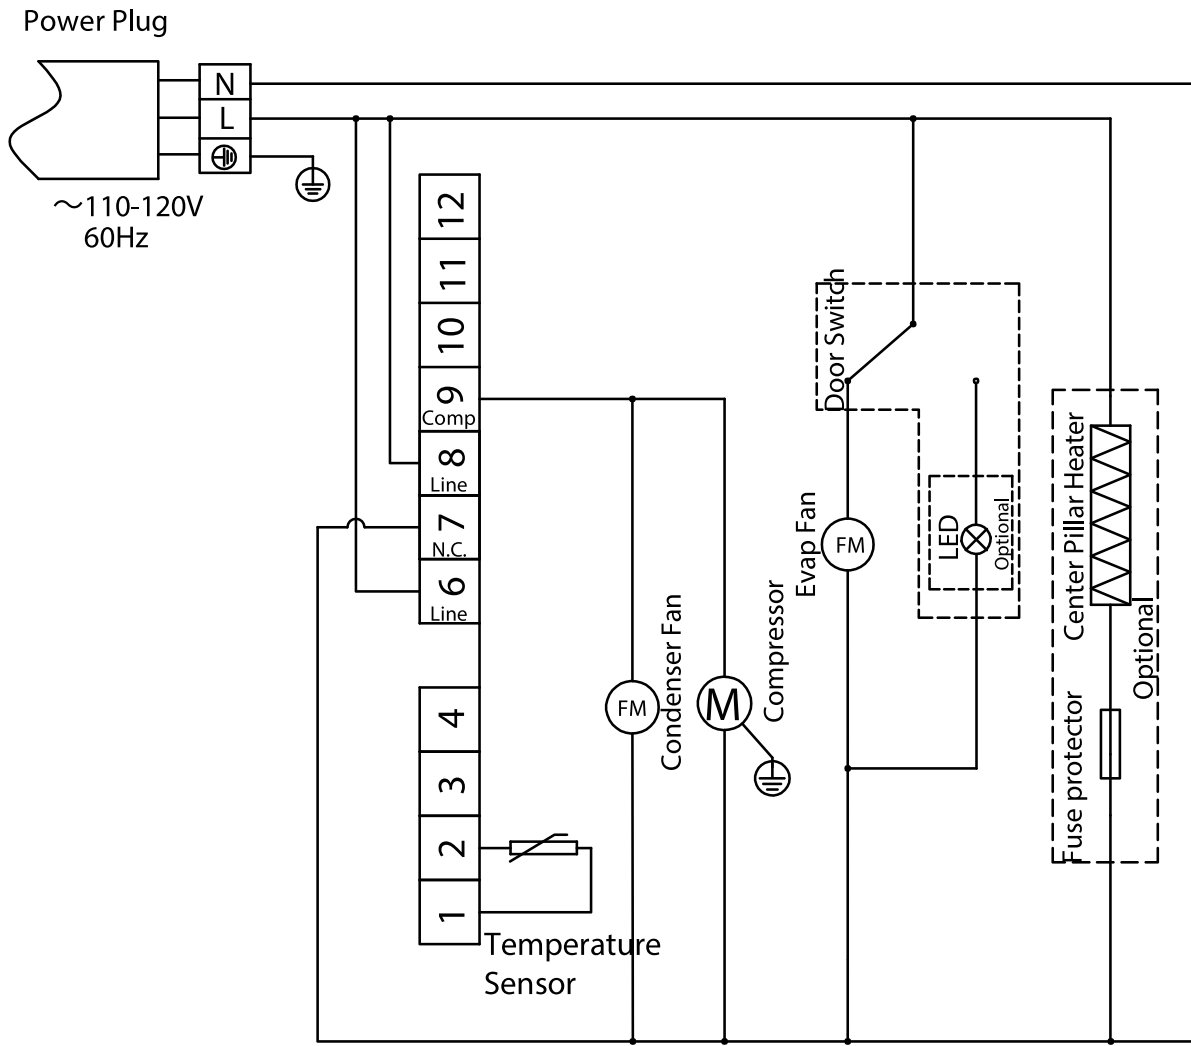 Power Plug
N
L
~110-120V
60Hz
12
11
10
9
Comp
8
Line
7
N.C.
6
Line
4
3
2
1
Temperature
Sensor
FM
Condenser Fan
M
Compressor
Door Switch
Evap Fan
FM
LED
Optional
Center Pillar Heater
Optional
Fuse protector